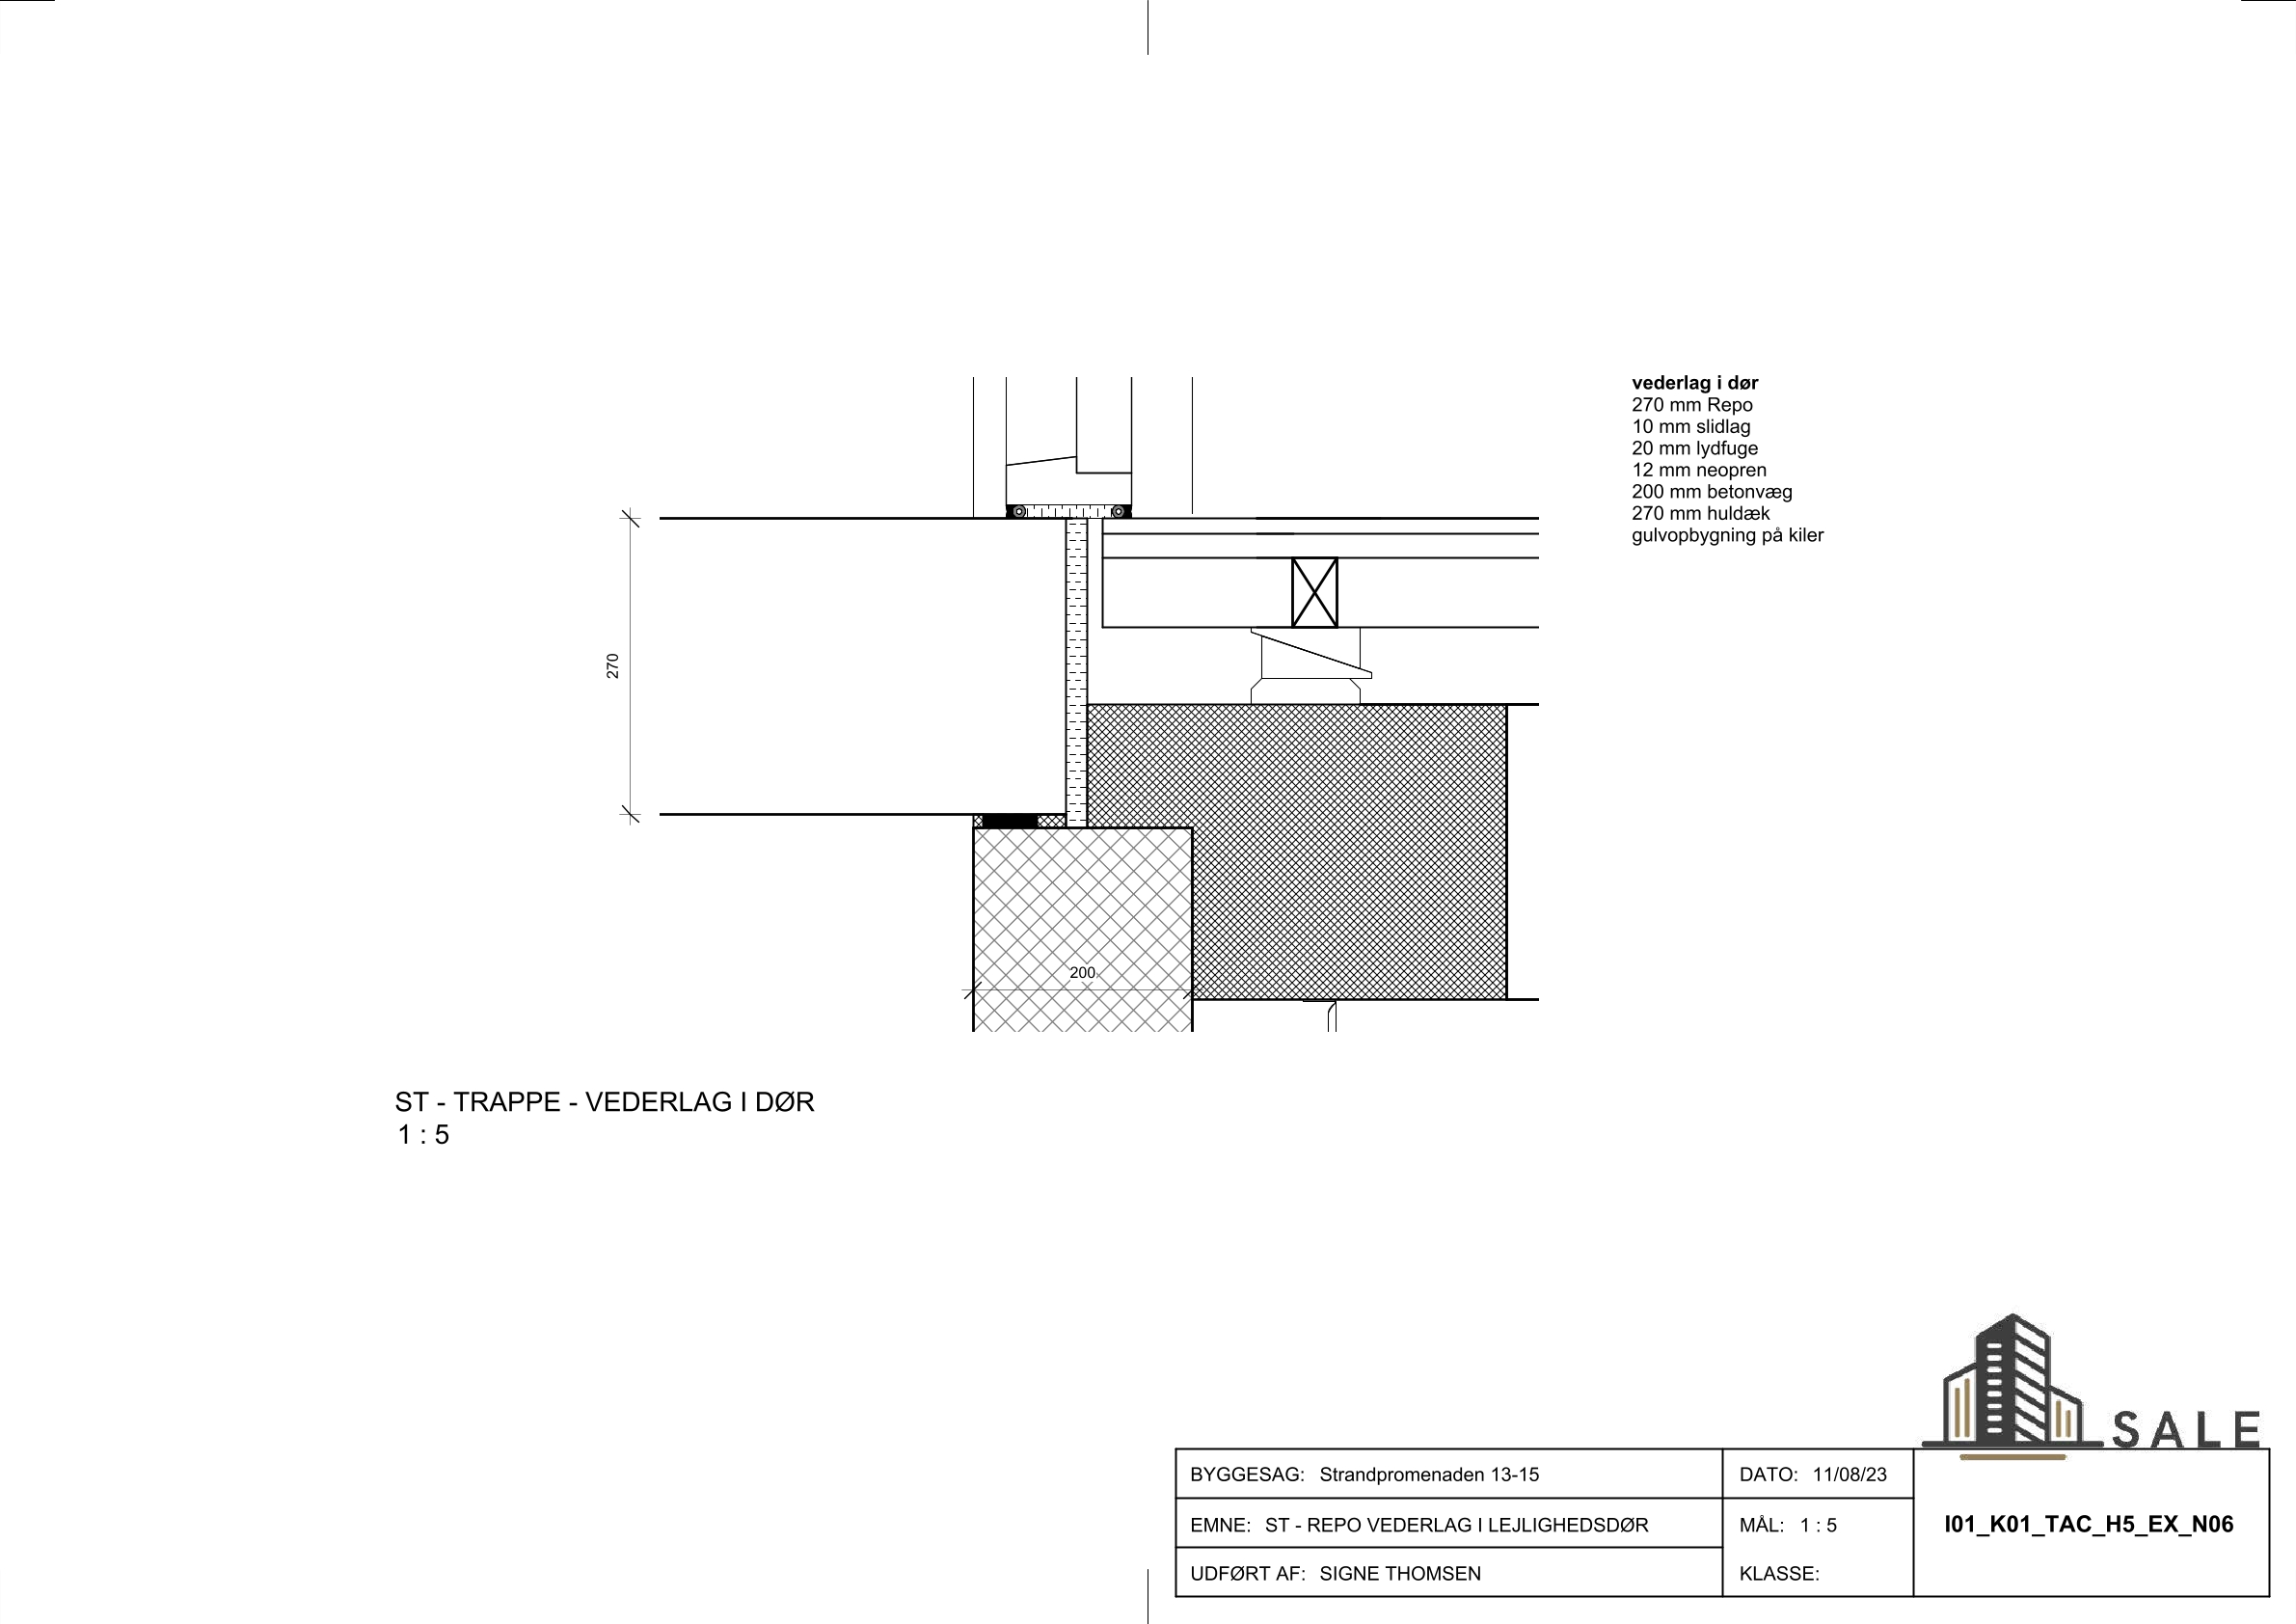 vederlag i dør
270 mm Repo
10 mm slidlag
20 mm lydfuge
12 mm neopren
200 mm betonvæg
270 mm huldæk
gulvopbygning på kiler
270
200
ST - TRAPPE - VEDERLAG I DØR
1 : 5
SALE
BYGGESAG: Strandpromenaden 13-15
DATO: 11/08/23
EMNE: ST - REPO VEDERLAG I LEJLIGHEDSDØR
MÅL: 1 : 5
I01_K01_TAC_H5_EX_N06
UDFØRT AF: SIGNE THOMSEN
KLASSE: